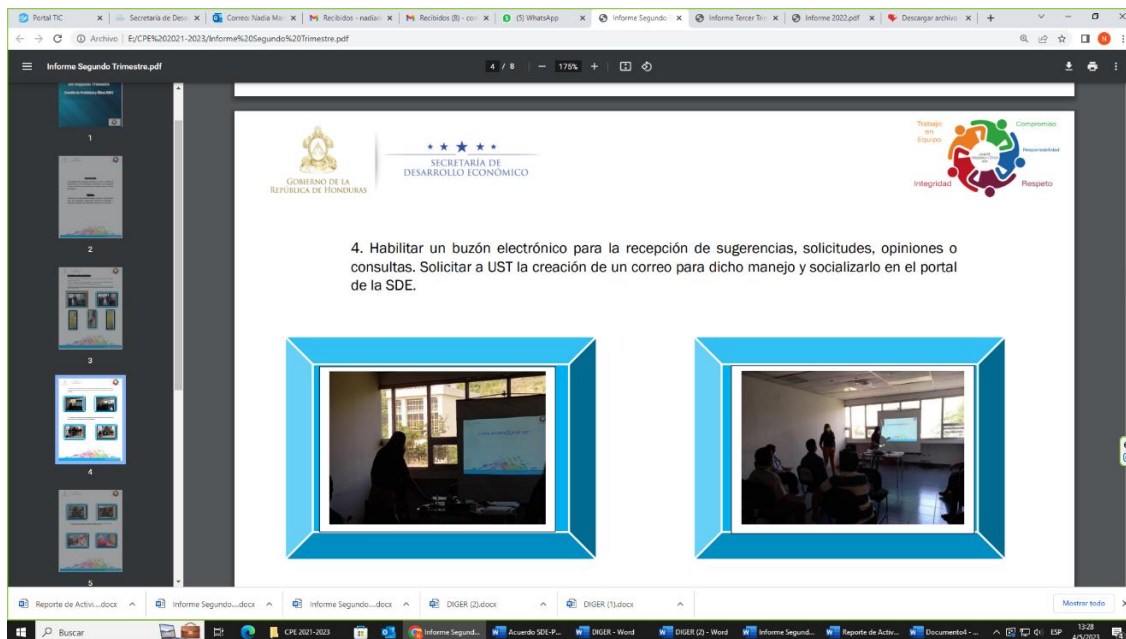 Portal TIC
Secretaría de Desa
Correo: Nadia Ma
Recibidos - nadia
Recibidos (8) - co
(5) WhatsApp
Informe Segundo
Informe Tercer Tri
Informe 2022.pdf
Descargar archivo
Archivo | E:/CPE%202021-2023/Informe%20Segundo%20Trimestre.pdf
Informe Segundo Trimestre.pdf
4 / 8
175%
1
2
3
4
5
GOBIERNO DE LA
REPÚBLICA DE HONDURAS
SECRETARÍA DE
DESARROLLO ECONÓMICO
Trabajo
en
Equipo
Compromiso
Responsabilidad
Integridad
Respeto
4. Habilitar un buzón electrónico para la recepción de sugerencias, solicitudes, opiniones o
consultas. Solicitar a UST la creación de un correo para dicho manejo y socializarlo en el portal
de la SDE.
Reporte de Activi....docx
Informe Segundo....docx
Informe Segundo....docx
DIGER (2).docx
DIGER (1).docx
Mostrar todo
Buscar
CPE 2021-2023
Informe Segund...
Acuerdo SDE-P...
DIGER - Word
DIGER (2) - Word
Informe Segund...
Reporte de Activ...
Documento4 - ...
ESP
13:28